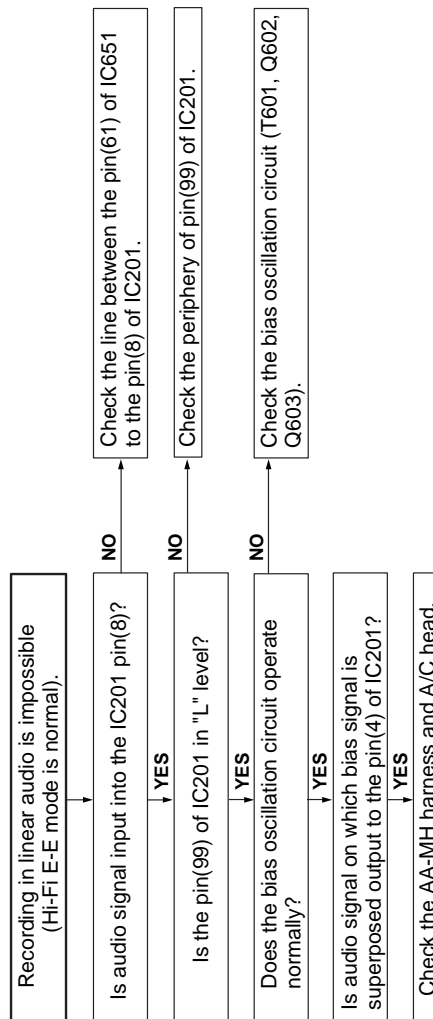 Recording in linear audio is impossible
(Hi-Fi E-E mode is normal).
Is audio signal input into the IC201 pin(8)?
NO
Check the line between the pin(61) of IC651
to the pin(8) of IC201.
YES
Is the pin(99) of IC201 in "L" level?
NO
Check the periphery of pin(99) of IC201.
YES
Does the bias oscillation circuit operate
normally?
NO
Check the bias oscillation circuit (T601, Q602,
Q603).
YES
Is audio signal on which bias signal is
superposed output to the pin(4) of IC201?
YES
Check the AA-MH harness and A/C head.